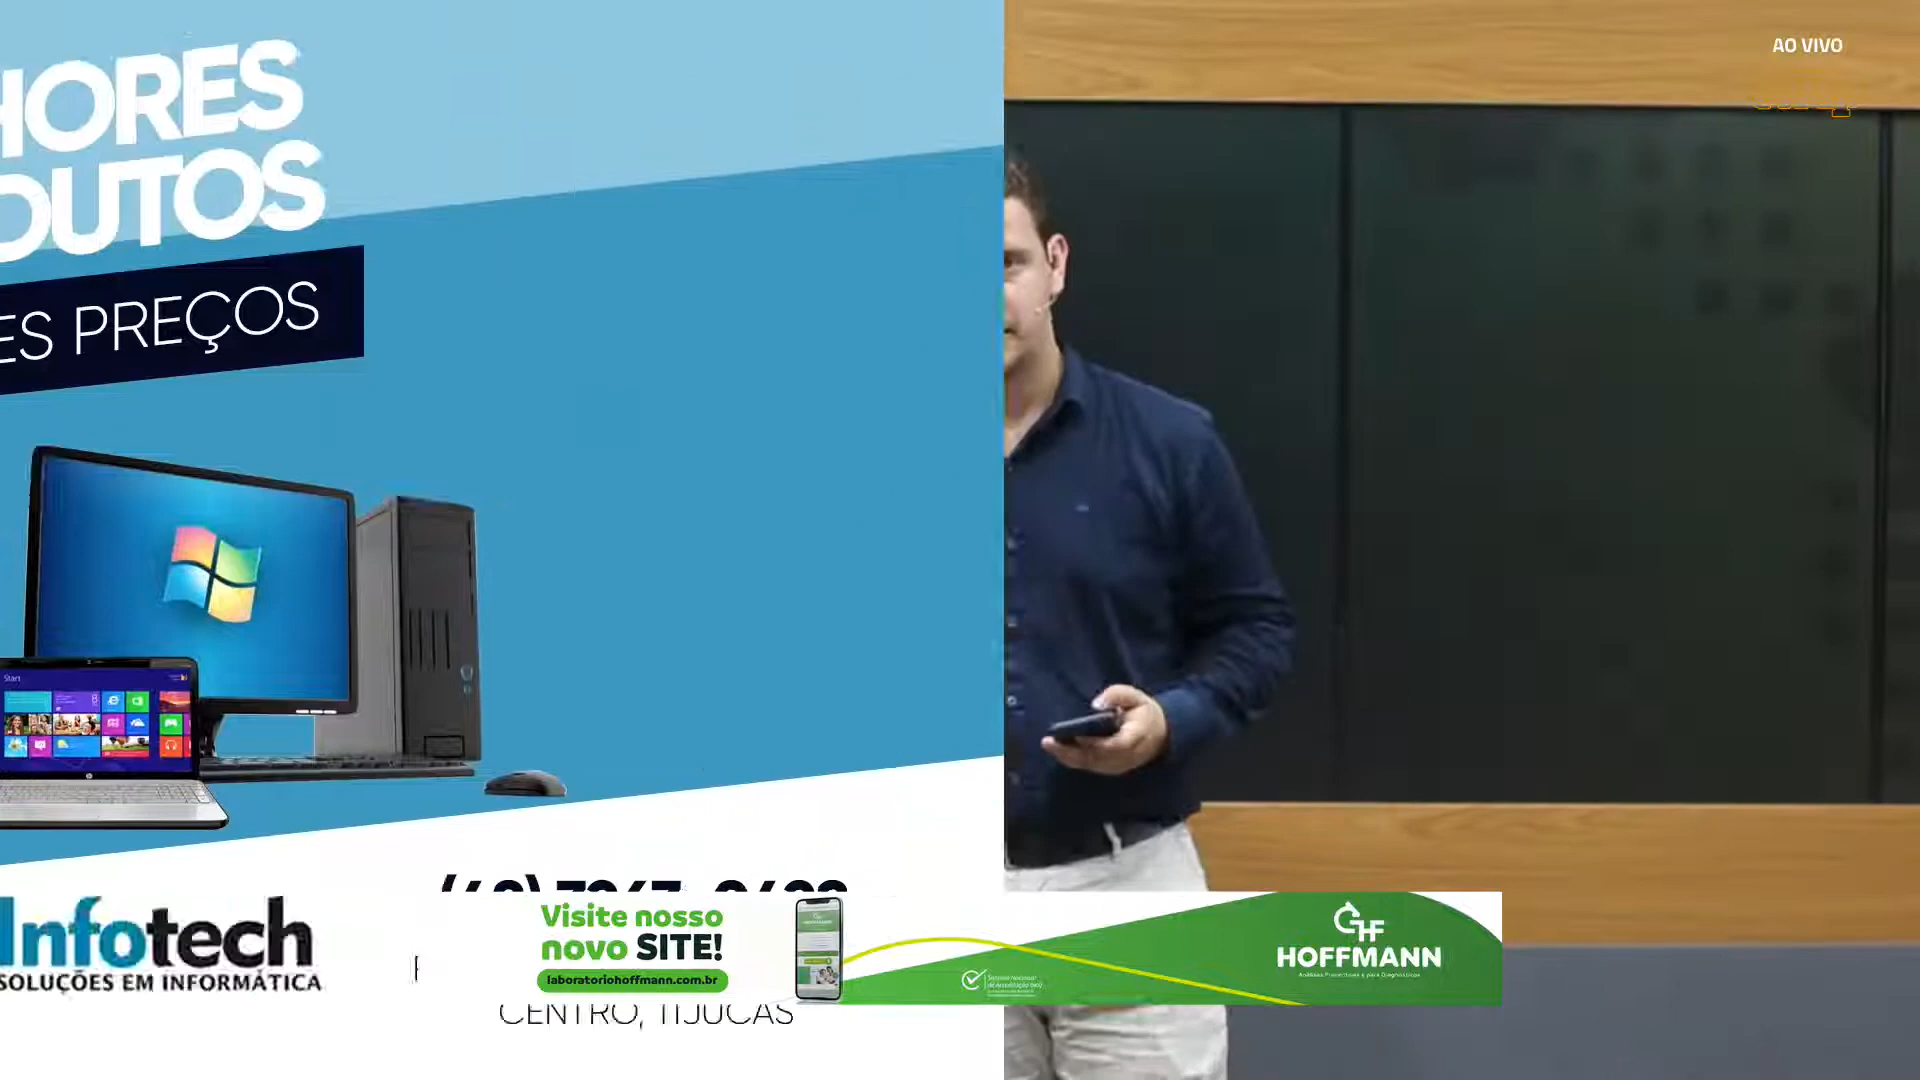 HORES
DUTOS
ES PREÇOS
AO VIVO
Start
Infotech
SOLUÇÕES EM INFORMÁTICA
Visite nosso
novo SITE!
laboratoriohoffmann.com.br
HOFFMANN
CENTRO, TIJUCAS